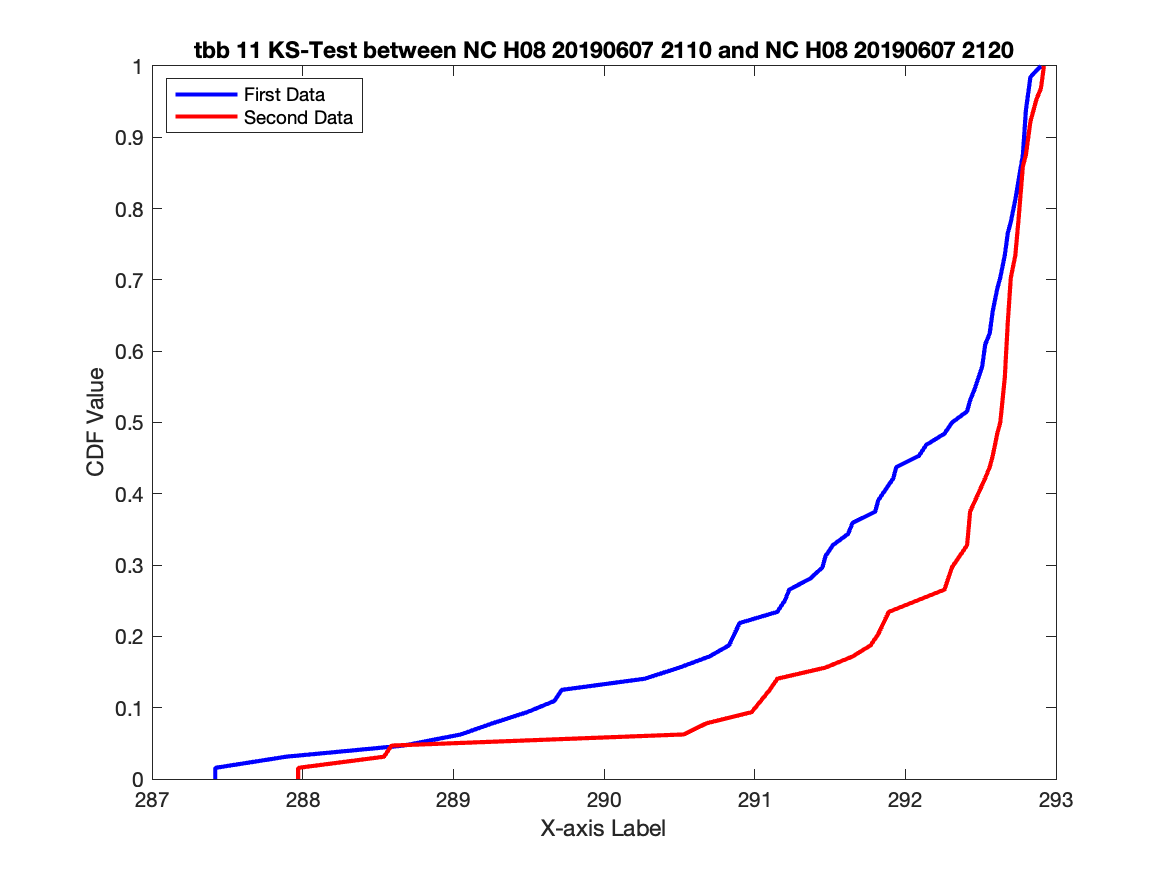 tbb 11 KS-Test between NC H08 20190607 2110 and NC H08 20190607 2120
First Data
Second Data
1
0.9
0.8
0.7
0.6
0.5
0.4
0.3
0.2
0.1
0
CDF Value
287 288 289 290 291 292 293
X-axis Label